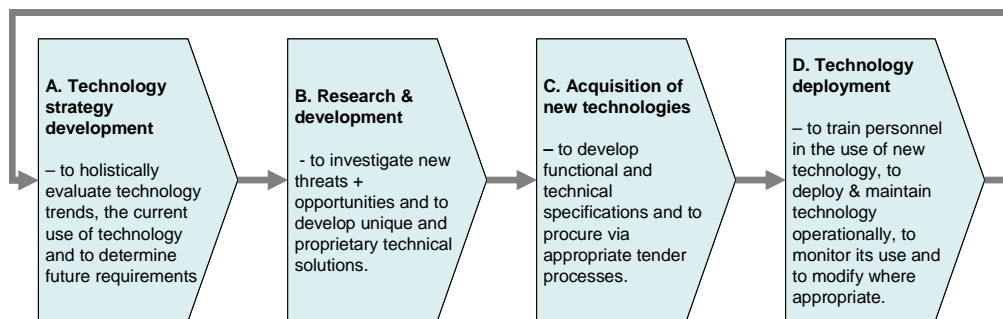 A. Technology
strategy
development
– to holistically
evaluate technology
trends, the current
use of technology
and to determine
future requirements
B. Research &
development
- to investigate new
threats +
opportunities and to
develop unique and
proprietary technical
solutions.
C. Acquisition of
new technologies
– to develop
functional and
technical
specifications and to
procure via
appropriate tender
processes.
D. Technology
deployment
– to train personnel
in the use of new
technology, to
deploy & maintain
technology
operationally, to
monitor its use and
to modify where
appropriate.